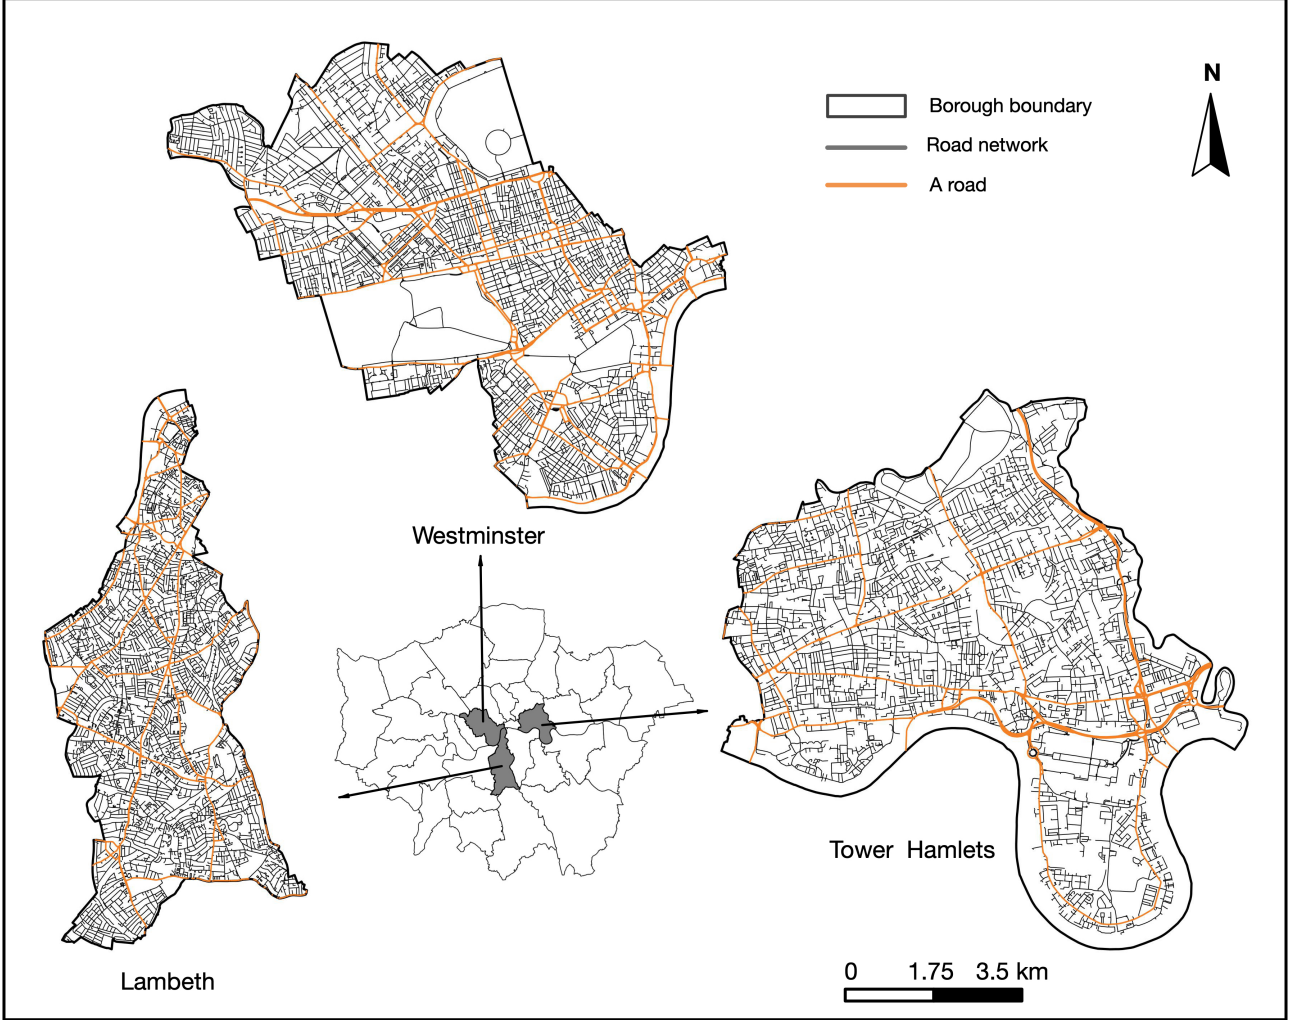 N
Borough boundary
Road network
A road
Westminster
Tower Hamlets
Lambeth
0 1.75 3.5 km